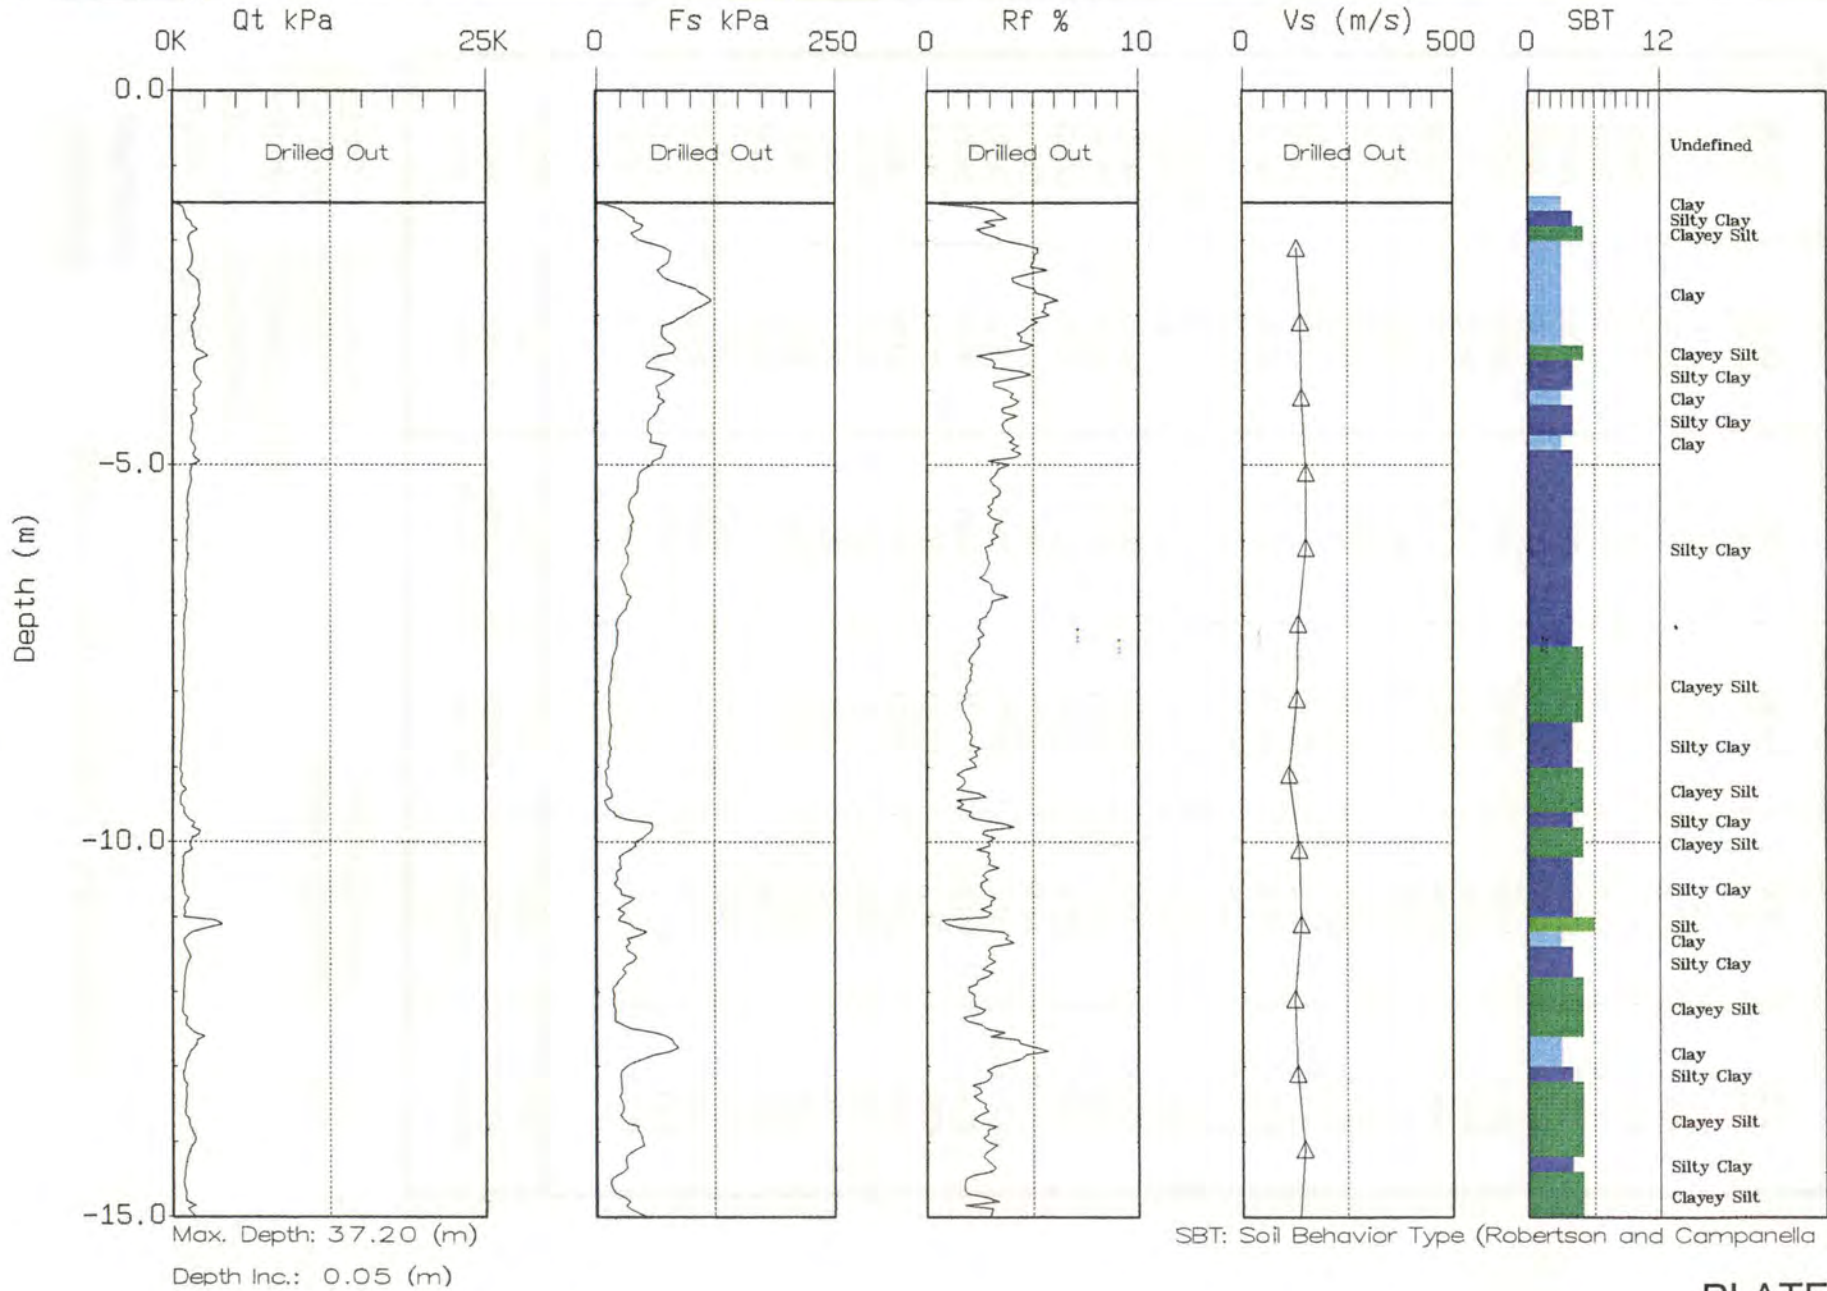 Qt kPa Fs kPa Rf % Vs (m/s) SBT
0K 25K 0 250 0 10 0 500 0 12
0.0
Drilled Out Drilled Out Drilled Out Drilled Out
Undefined
Clay
Silty Clay
Clayey Silt
Clay
Clayey Silt
Silty Clay
Clay
Silty Clay
Clay
-5.0
Depth (m)
Silty Clay
Clayey Silt
Silty Clay
Clayey Silt
Silty Clay
-10.0
Clayey Silt
Silty Clay
Silt
Clay
Silty Clay
Clayey Silt
Clay
Silty Clay
Clayey Silt
Silty Clay
Clayey Silt
-15.0
Max. Depth: 37.20 (m)
SBT: Soil Behavior Type (Robertson and Campanella
Depth Inc.: 0.05 (m)